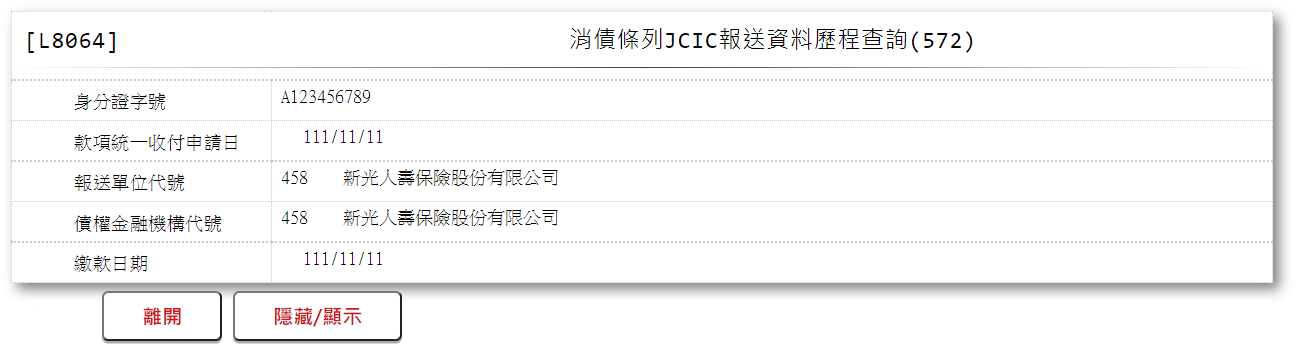 [L8064] 消債條列JCIC報送資料歷程查詢(572)
身分證字號 A123456789
款項統一收付申請日 111/11/11
報送單位代號 458 新光人壽保險股份有限公司
債權金融機構代號 458 新光人壽保險股份有限公司
繳款日期 111/11/11
離開 隱藏/顯示